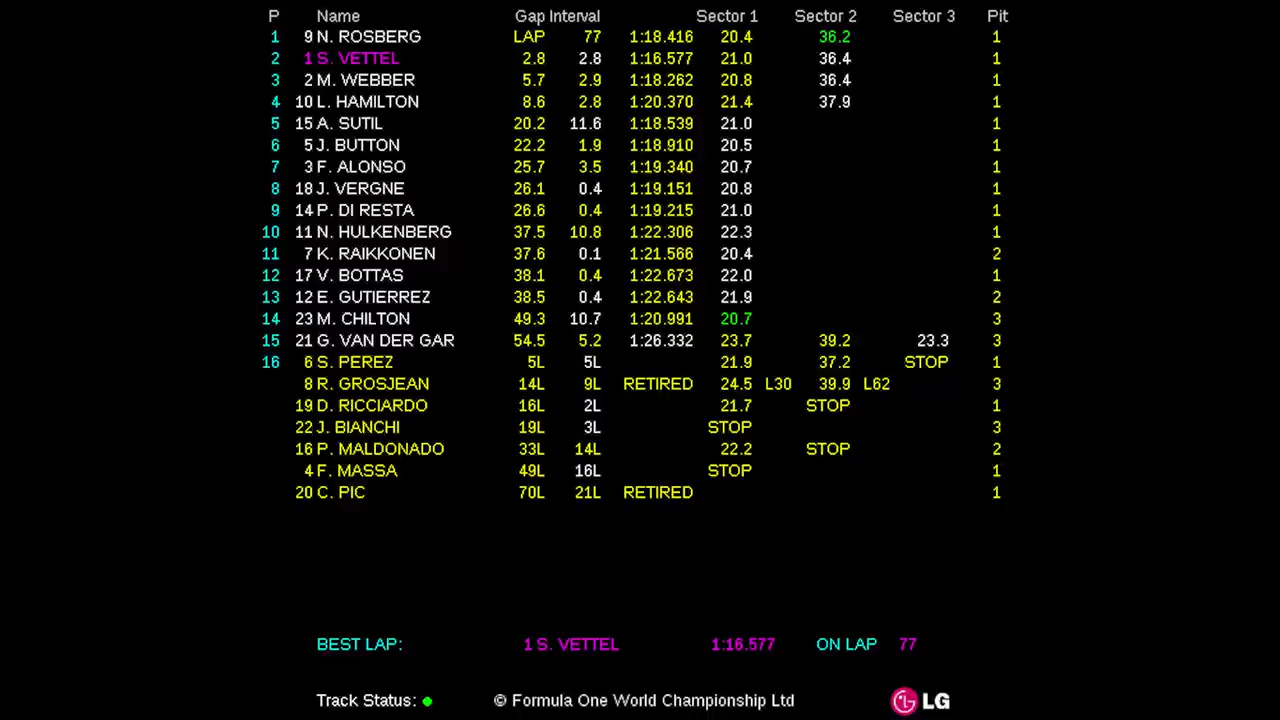 P Name Gap Interval Sector 1 Sector 2 Sector 3 Pit
1 9 N. ROSBERG LAP 77 1:18.416 20.4 36.2 1
2 1 S. VETTEL 2.8 2.8 1:16.577 21.0 36.4 1
3 2 M. WEBBER 5.7 2.9 1:18.262 20.8 36.4 1
4 10 L. HAMILTON 8.6 2.8 1:20.370 21.4 37.9 1
5 15 A. SUTIL 20.2 11.6 1:18.539 21.0 1
6 5 J. BUTTON 22.2 1.9 1:18.910 20.5 1
7 3 F. ALONSO 25.7 3.5 1:19.340 20.7 1
8 18 J. VERGNE 26.1 0.4 1:19.151 20.8 1
9 14 P. DI RESTA 26.6 0.4 1:19.215 21.0 1
10 11 N. HULKENBERG 37.5 10.8 1:22.306 22.3 1
11 7 K. RAIKKONEN 37.6 0.1 1:21.566 20.4 2
12 17 V. BOTTAS 38.1 0.4 1:22.673 22.0 1
13 12 E. GUTIERREZ 38.5 0.4 1:22.643 21.9 2
14 23 M. CHILTON 49.3 10.7 1:20.991 20.7 3
15 21 G. VAN DER GAR 54.5 5.2 1:26.332 23.7 39.2 23.3 3
16 6 S. PEREZ 5L 5L 21.9 37.2 STOP 1
8 R. GROSJEAN 14L 9L RETIRED 24.5 L30 39.9 L62 3
19 D. RICCIARDO 16L 2L 21.7 STOP 1
22 J. BIANCHI 19L 3L STOP 3
16 P. MALDONADO 33L 14L 22.2 STOP 2
4 F. MASSA 49L 16L STOP 1
20 C. PIC 70L 21L RETIRED 1
BEST LAP: 1 S. VETTEL 1:16.577 ON LAP 77
Track Status: © Formula One World Championship Ltd LG